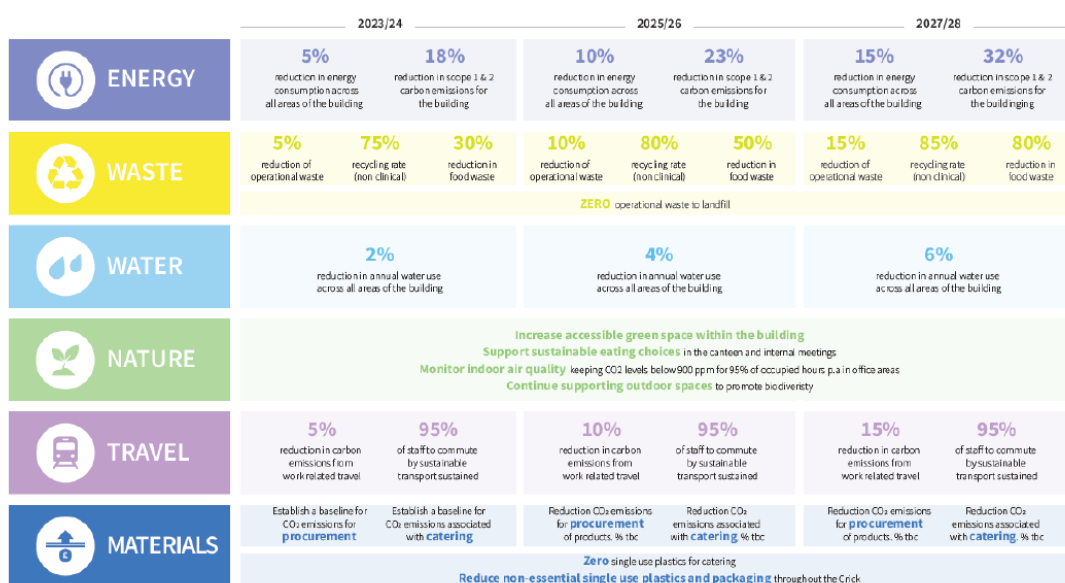 2023/24 2025/26 2027/28
ENERGY
5% 18% 10% 23% 15% 32%
reduction in energy reduction in scope 1 & 2 reduction in energy reduction in scope 1 & 2 reduction in energy reduction in scope 1 & 2
consumption across carbon emissions for consumption across carbon emissions for consumption across carbon emissions for
all areas of the building the building all areas of the building the building all areas of the building the buildinging
WASTE
5% 75% 30% 10% 80% 50% 15% 85% 80%
reduction of recycling rate reduction in reduction of recycling rate reduction in reduction of recycling rate reduction in
operational waste (non clinical) food waste operational waste (non clinical) food waste operational waste (non clinical) food waste
ZERO operational waste to landfill
WATER
2% 4% 6%
reduction in annual water use reduction in annual water use reduction in annual water use
across all areas of the building across all areas of the building across all areas of the building
NATURE
Increase accessible green space within the building
Support sustainable eating choices in the canteen and internal meetings
Monitor indoor air quality keeping CO2 levels below 900 ppm for 95% of occupied hours p.a in office areas
Continue supporting outdoor spaces to promote biodiveristy
TRAVEL
5% 95% 10% 95% 15% 95%
reduction in carbon of staff to commute reduction in carbon of staff to commute reduction in carbon of staff to commute
emissions from by sustainable emissions from by sustainable emissions from by sustainable
work related travel transport sustained work related travel transport sustained work related travel transport sustained
MATERIALS
Establish a baseline for Establish a baseline for Reduction CO₂ emissions Reduction CO₂ Reduction CO₂ emissions Reduction CO₂
CO₂ emissions for CO₂ emissions associated for procurement emissions associated for procurement emissions associated
procurement with catering of products. % tbc with catering. % tbc of products. % tbc with catering. % tbc
Zero single use plastics for catering
Reduce non-essential single use plastics and packaging throughout the Crick